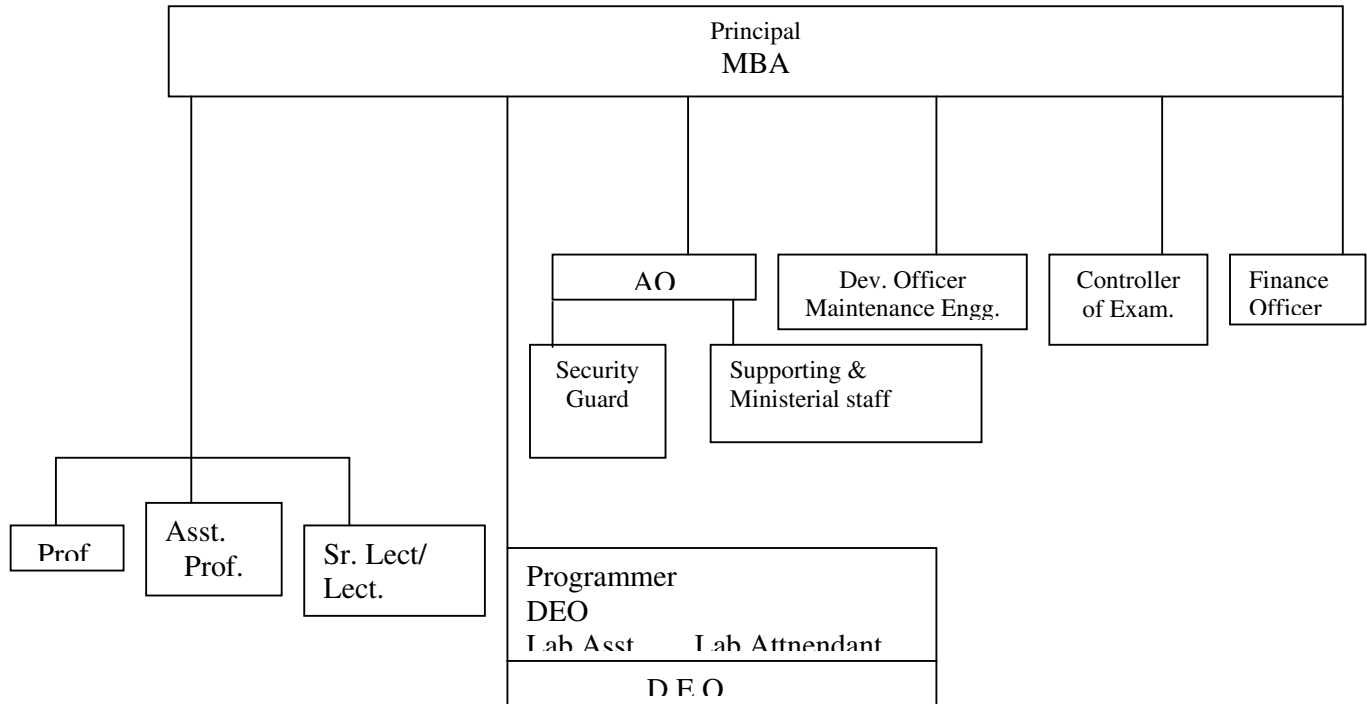 Principal
MBA
AO
Dev. Officer
Maintenance Engg.
Controller
of Exam.
Finance
Officer
Security
Guard
Supporting &
Ministerial staff
Prof
Asst.
Prof.
Sr. Lect/
Lect.
Programmer
DEO
Lab Asst Lab Attnendant
D E O